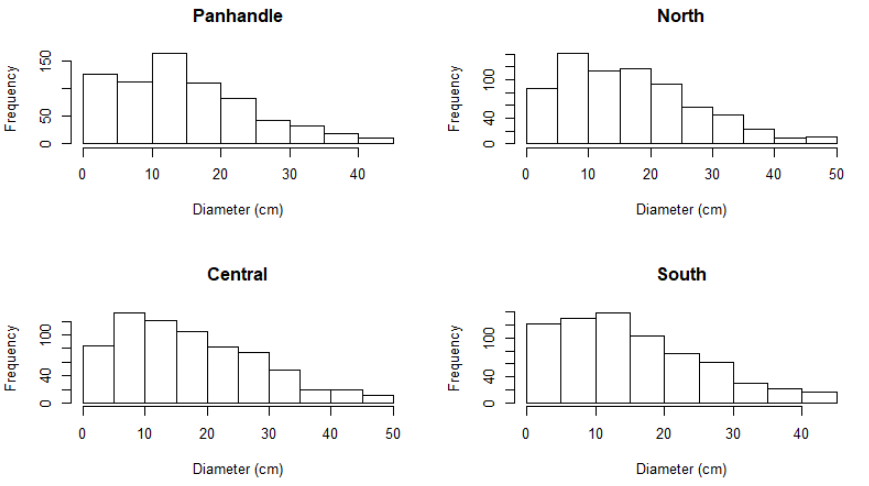 Panhandle
Frequency
0 50 150
0 10 20 30 40
Diameter (cm)
North
Frequency
0 40 100
0 10 20 30 40 50
Diameter (cm)
Central
Frequency
0 40 100
0 10 20 30 40 50
Diameter (cm)
South
Frequency
0 40 100
0 10 20 30 40
Diameter (cm)